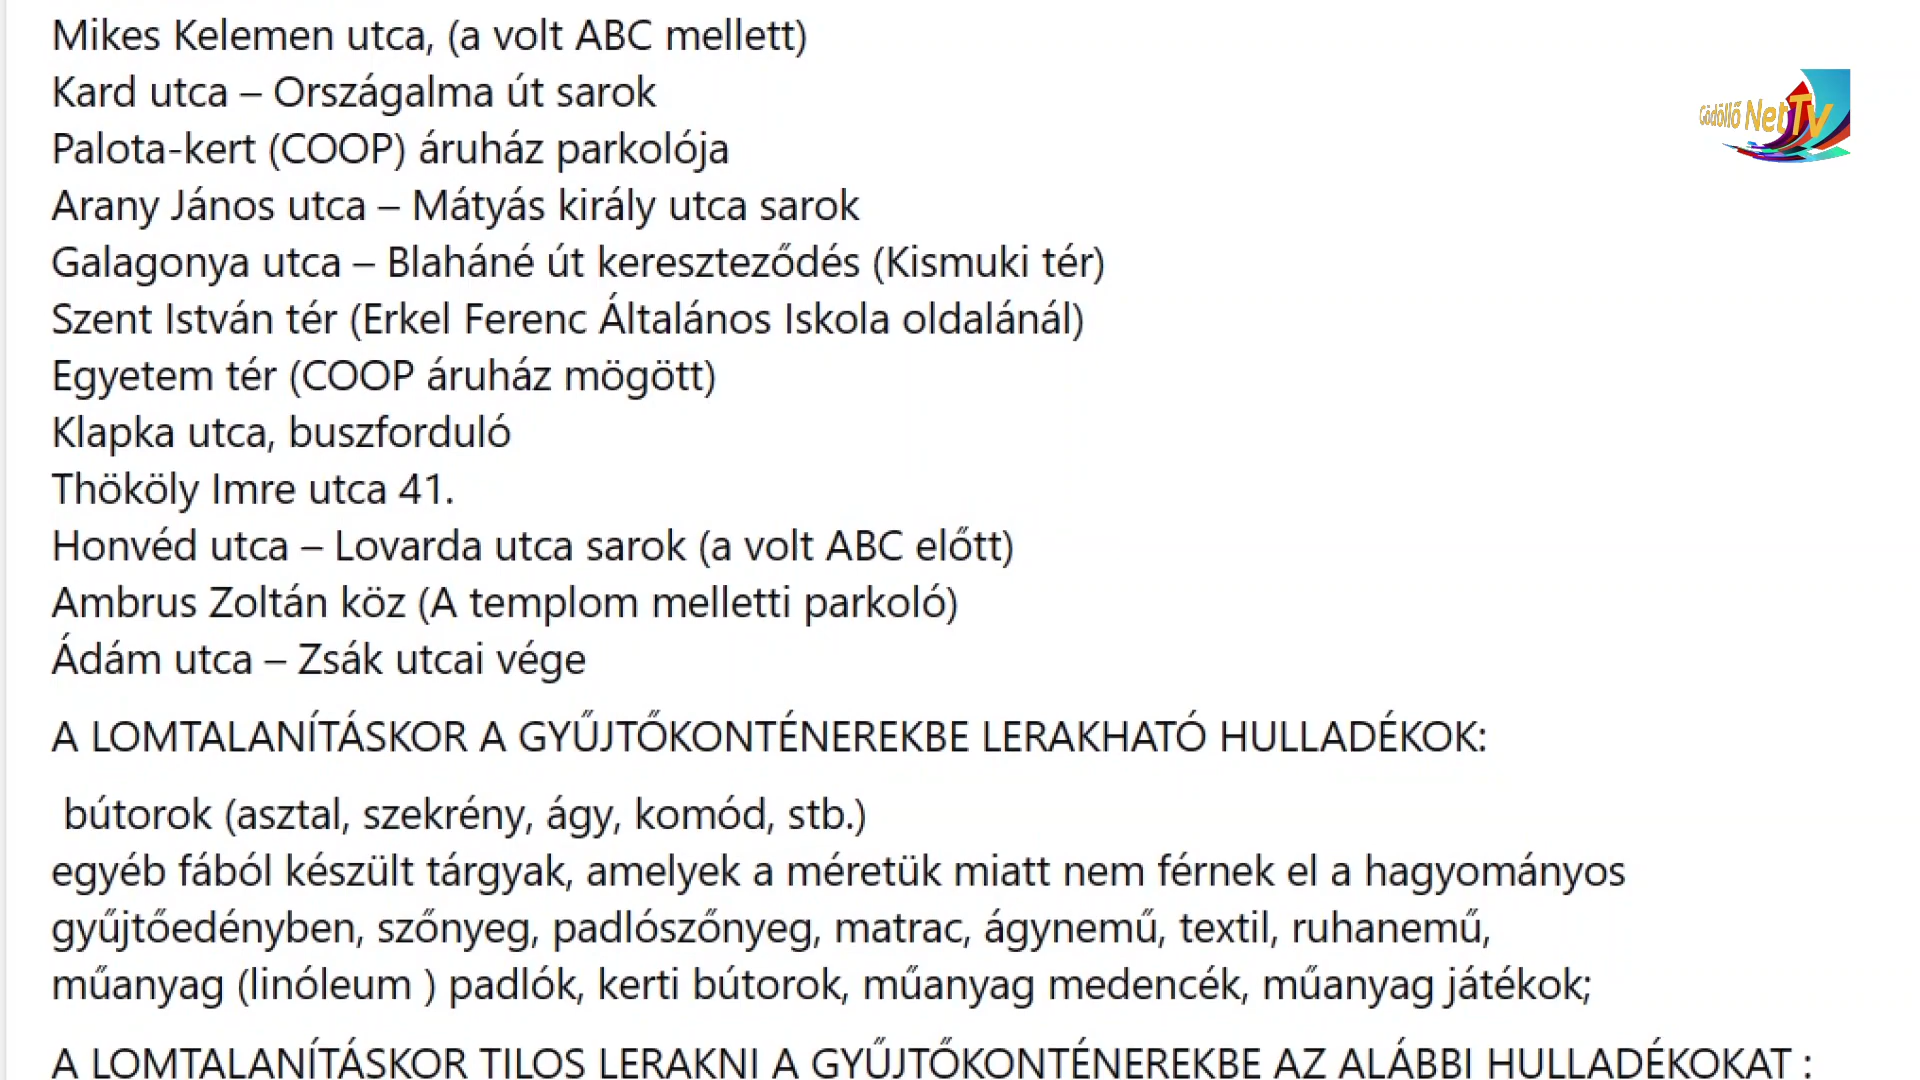 Mikes Kelemen utca, (a volt ABC mellett)
Kard utca – Országalma út sarok
Palota-kert (COOP) áruház parkolója
Arany János utca – Mátyás király utca sarok
Galagonya utca – Blaháné út kereszteződés (Kismuki tér)
Szent István tér (Erkel Ferenc Általános Iskola oldalánál)
Egyetem tér (COOP áruház mögött)
Klapka utca, buszforduló
Thököly Imre utca 41.
Honvéd utca – Lovarda utca sarok (a volt ABC előtt)
Ambrus Zoltán köz (A templom melletti parkoló)
Ádám utca – Zsák utcai vége
A LOMTALANÍTÁSKOR A GYŰJTŐKONTÉNEREKBE LERAKHATÓ HULLADÉKOK:
bútorok (asztal, szekrény, ágy, komód, stb.)
egyéb fából készült tárgyak, amelyek a méretük miatt nem férnek el a hagyományos
gyűjtőedényben, szőnyeg, padlószőnyeg, matrac, ágynemű, textil, ruhanemű,
műanyag (linóleum ) padlók, kerti bútorok, műanyag medencék, műanyag játékok;
A LOMTALANÍTÁSKOR TILOS LERAKNI A GYŰJTŐKONTÉNEREKBE AZ ALÁBBI HULLADÉKOKAT :
Gödöllő NetTv